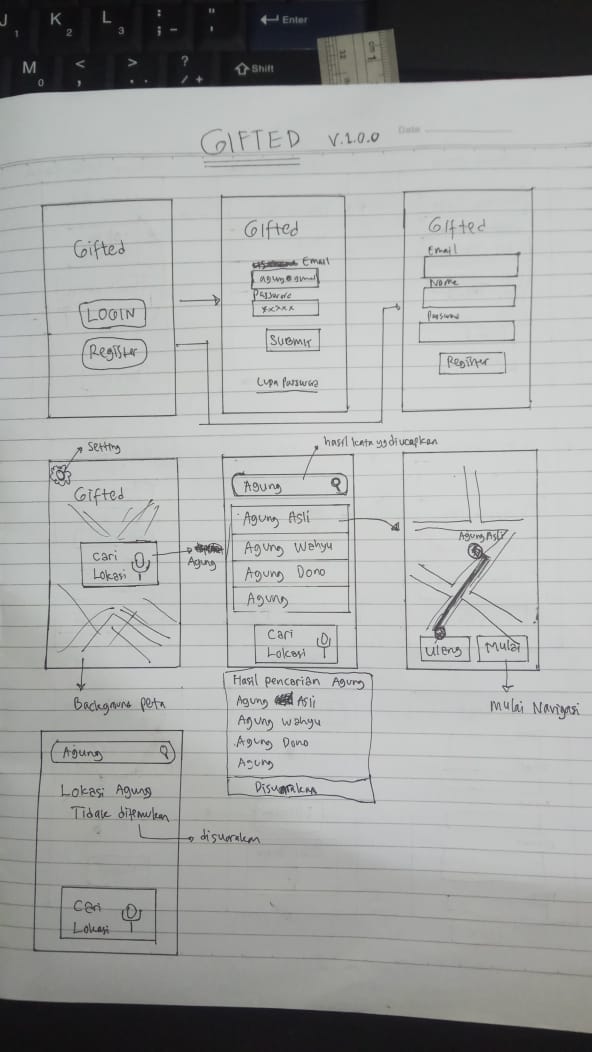 J 1
K 2
L 3
: ; -
"
Enter
M 0
<
,
>
.
?
/ +
Shift
GIFTED V.1.0.0
Date
Gifted
LOGIN
Register
Gifted
Email
Password
xxxxx
SUBMIT
Lupa Password
Gifted
Email
Nama
Password
Register
Setting
Gifted
Cari
Lokasi
Agung
Background peta
hasil kata yg diucapkan
Agung
Agung Asli
Agung Wahyu
Agung Dono
Agung
Cari
Lokasi
Hasil pencarian Agung
Agung Asli
Agung Wahyu
Agung Dono
Agung
Disuarakan
Agung Asli
Ulang
Mulai
Mulai Navigasi
Agung
Lokasi Agung
Tidak ditemukan
disuarakan
Cari
Lokasi